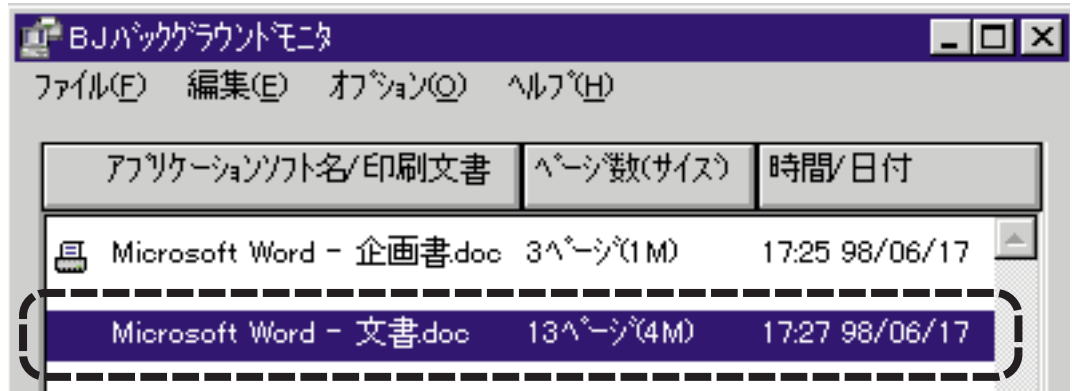 BJﾊﾞｯｸｸﾞﾗｳﾝﾄﾞﾓﾆﾀ
ﾌｧｲﾙ(F) 編集(E) ｵﾌﾟｼｮﾝ(O) ﾍﾙﾌﾟ(H)
ｱﾌﾟﾘｹｰｼｮﾝｿﾌﾄ名/印刷文書 ﾍﾟｰｼﾞ数(ｻｲｽﾞ) 時間/日付
Microsoft Word - 企画書.doc 3ﾍﾟｰｼﾞ(1M) 17:25 98/06/17
Microsoft Word - 文書.doc 13ﾍﾟｰｼﾞ(4M) 17:27 98/06/17